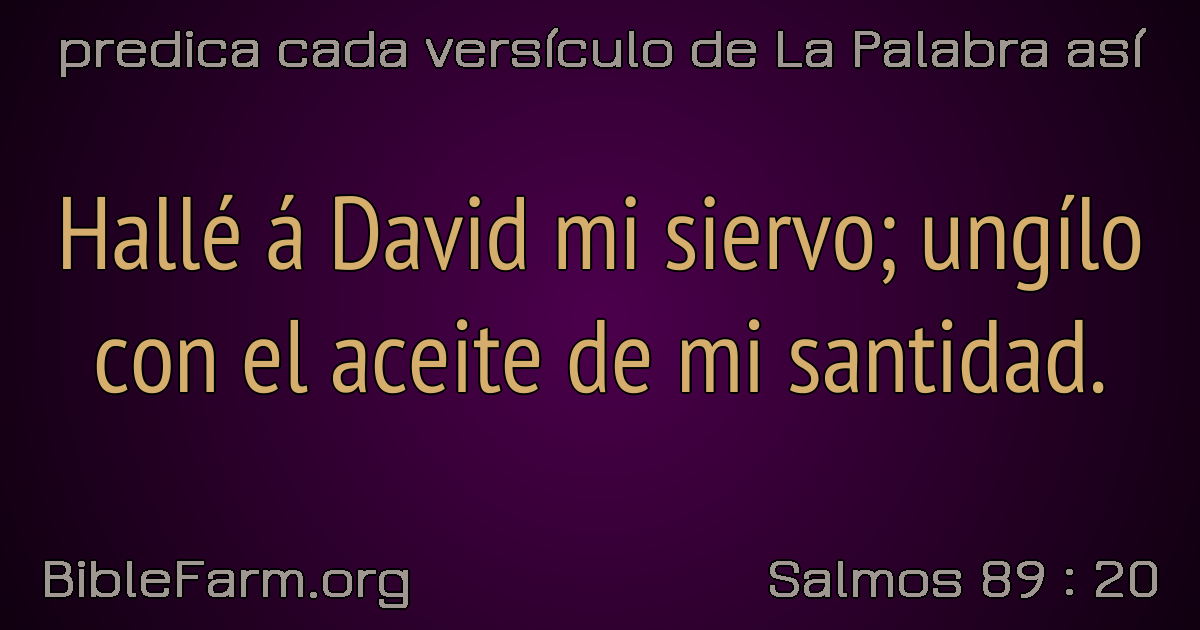 predica cada versículo de La Palabra así
Hallé á David mi siervo; ungílo
con el aceite de mi santidad.
BibleFarm.org
Salmos 89 : 20